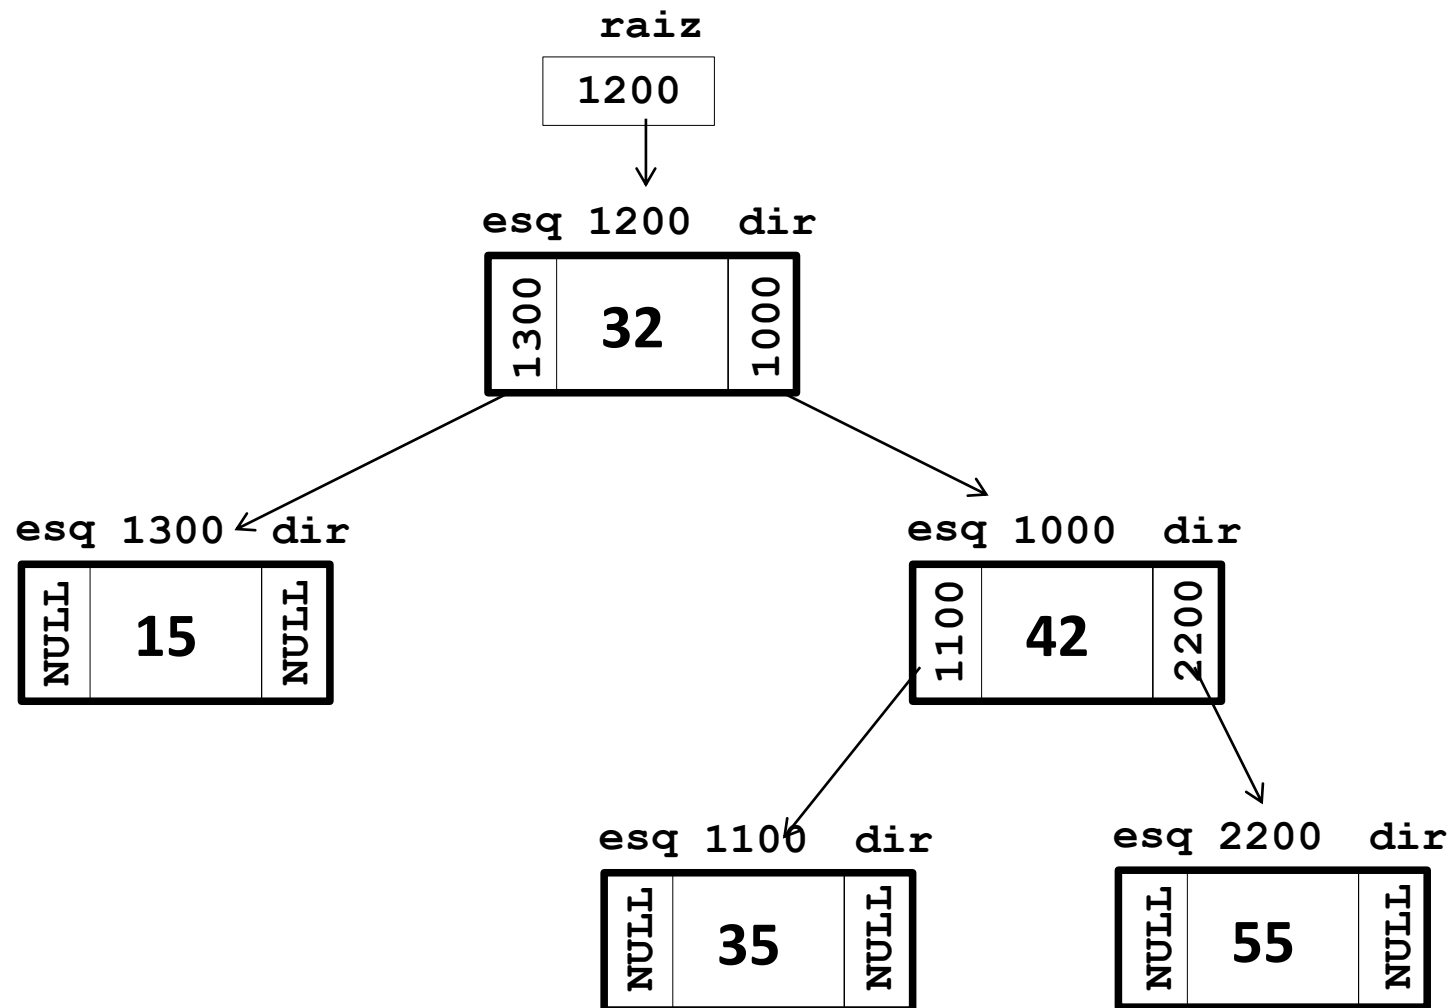 raiz
1200
esq 1200 dir
1300 32 1000
esq 1300 dir
NULL 15 NULL
esq 1000 dir
1100 42 2200
esq 1100 dir
NULL 35 NULL
esq 2200 dir
NULL 55 NULL